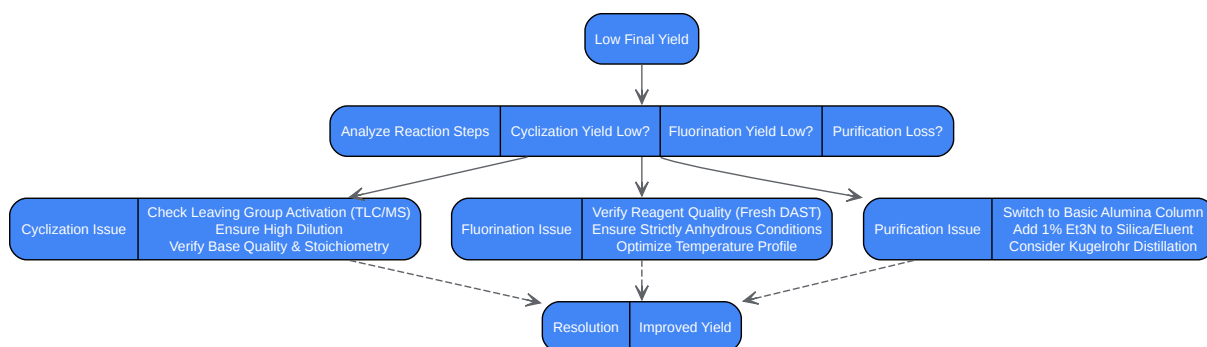 Low Final Yield
Analyze Reaction Steps
Cyclization Yield Low?
Fluorination Yield Low?
Purification Loss?
Cyclization Issue
Check Leaving Group Activation (TLC/MS)
Ensure High Dilution
Verify Base Quality & Stoichiometry
Fluorination Issue
Verify Reagent Quality (Fresh DAST)
Ensure Strictly Anhydrous Conditions
Optimize Temperature Profile
Purification Issue
Switch to Basic Alumina Column
Add 1% Et3N to Silica/Eluent
Consider Kugelrohr Distillation
Resolution
Improved Yield